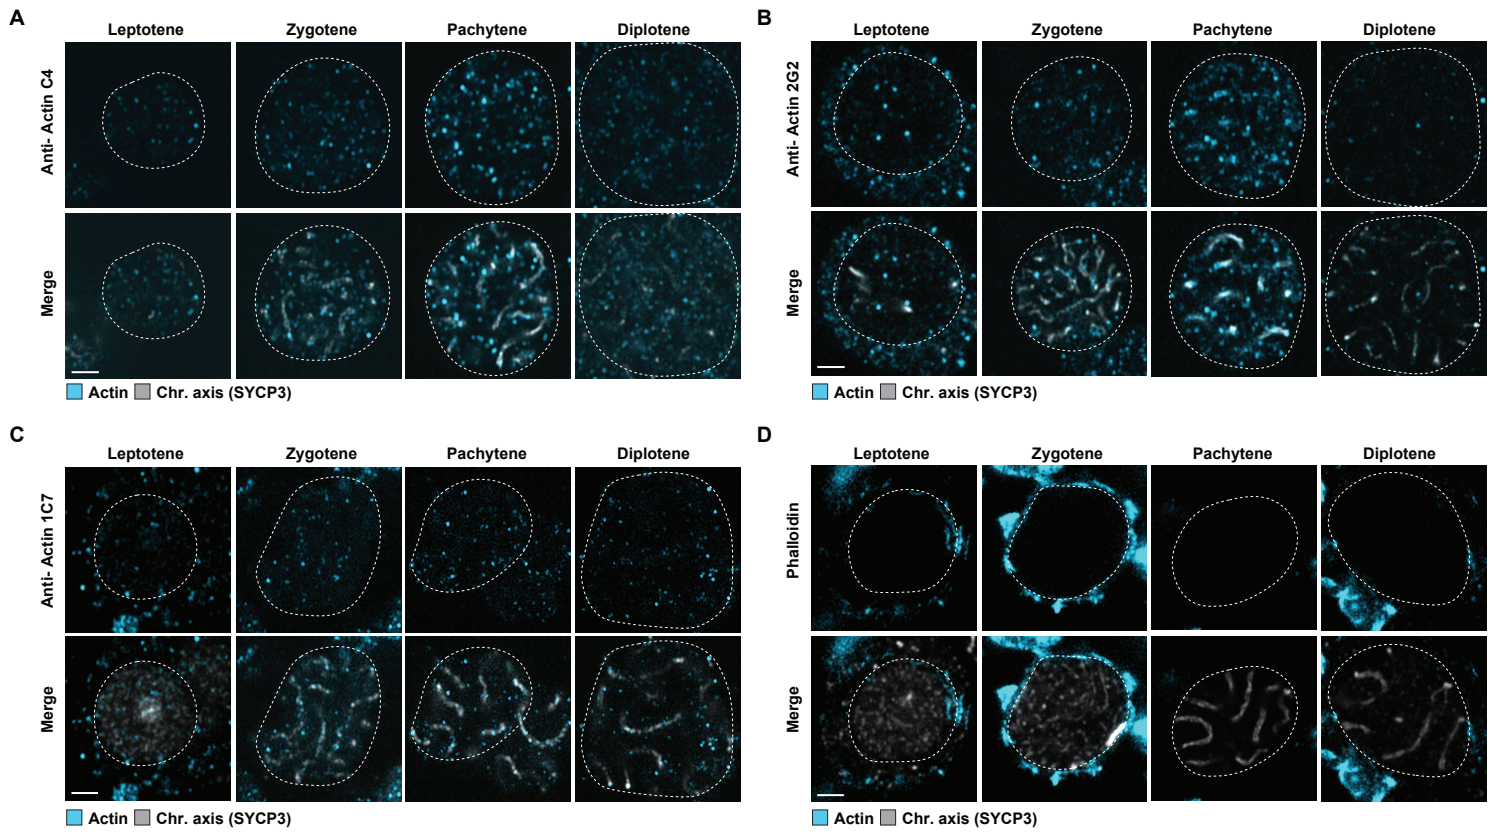 A
Leptotene Zygotene Pachytene Diplotene
Anti- Actin C4
Merge
Actin Chr. axis (SYCP3)
B
Leptotene Zygotene Pachytene Diplotene
Anti- Actin 2G2
Merge
Actin Chr. axis (SYCP3)
C
Leptotene Zygotene Pachytene Diplotene
Anti- Actin 1C7
Merge
Actin Chr. axis (SYCP3)
D
Leptotene Zygotene Pachytene Diplotene
Phalloidin
Merge
Actin Chr. axis (SYCP3)